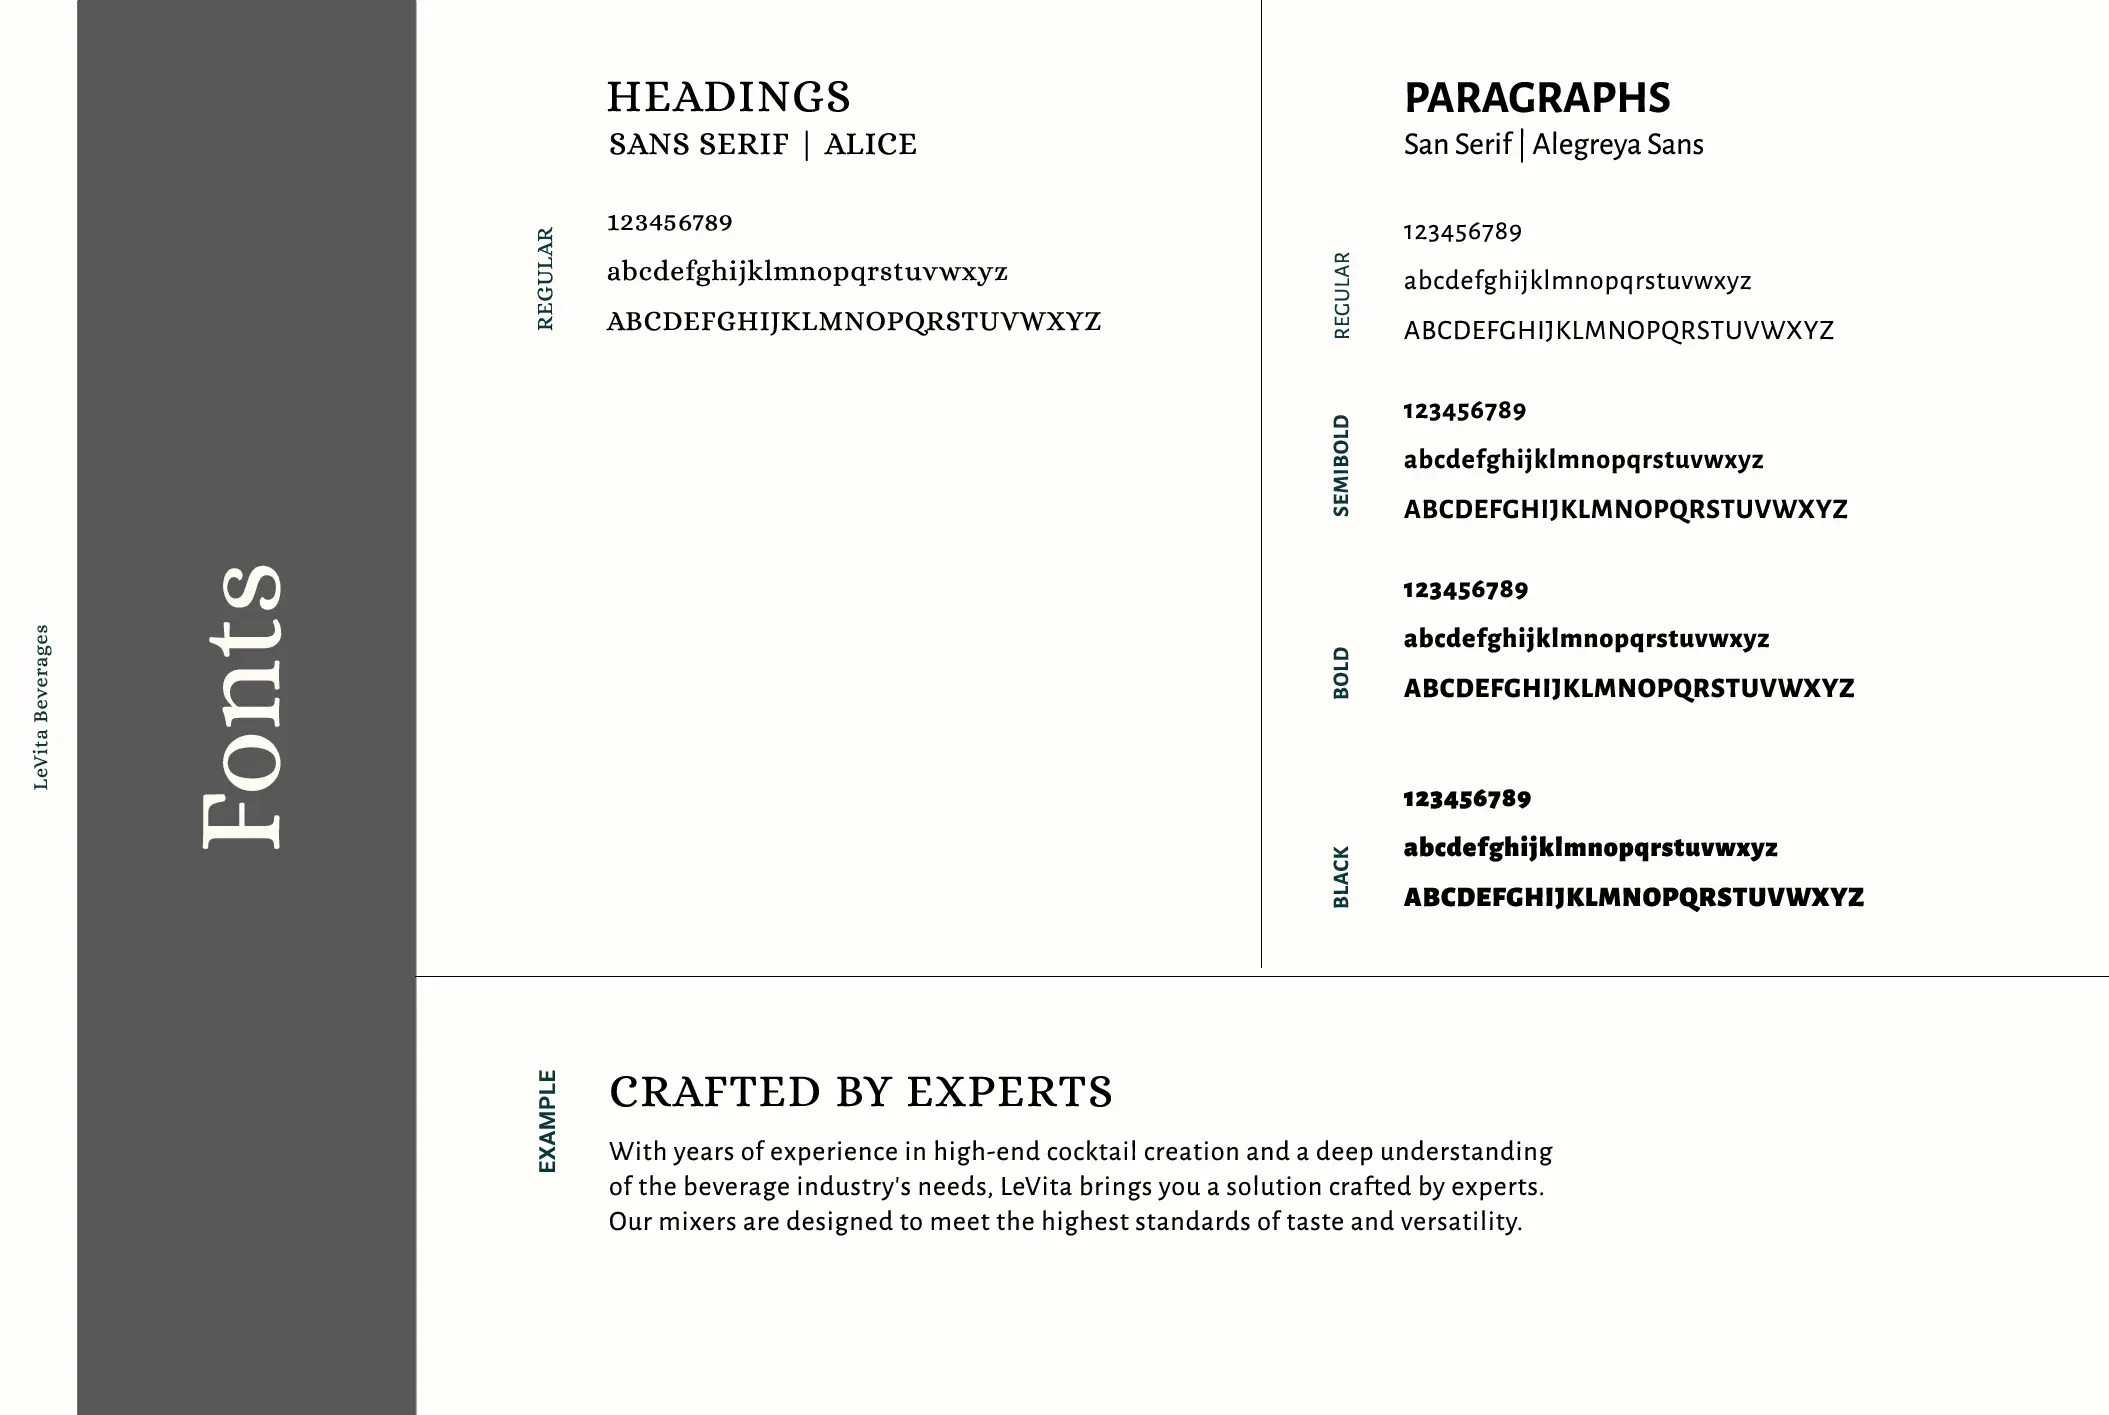 LeVita Beverages
Fonts
HEADINGS
SANS SERIF | ALICE
REGULAR
123456789
abcdefghijklmnopqrstuvwxyz
ABCDEFGHIJKLMNOPQRSTUVWXYZ
PARAGRAPHS
San Serif | Alegreya Sans
REGULAR
123456789
abcdefghijklmnopqrstuvwxyz
ABCDEFGHIJKLMNOPQRSTUVWXYZ
SEMIBOLD
123456789
abcdefghijklmnopqrstuvwxyz
ABCDEFGHIJKLMNOPQRSTUVWXYZ
BOLD
123456789
abcdefghijklmnopqrstuvwxyz
ABCDEFGHIJKLMNOPQRSTUVWXYZ
BLACK
123456789
abcdefghijklmnopqrstuvwxyz
ABCDEFGHIJKLMNOPQRSTUVWXYZ
EXAMPLE
CRAFTED BY EXPERTS
With years of experience in high-end cocktail creation and a deep understanding
of the beverage industry's needs, LeVita brings you a solution crafted by experts.
Our mixers are designed to meet the highest standards of taste and versatility.